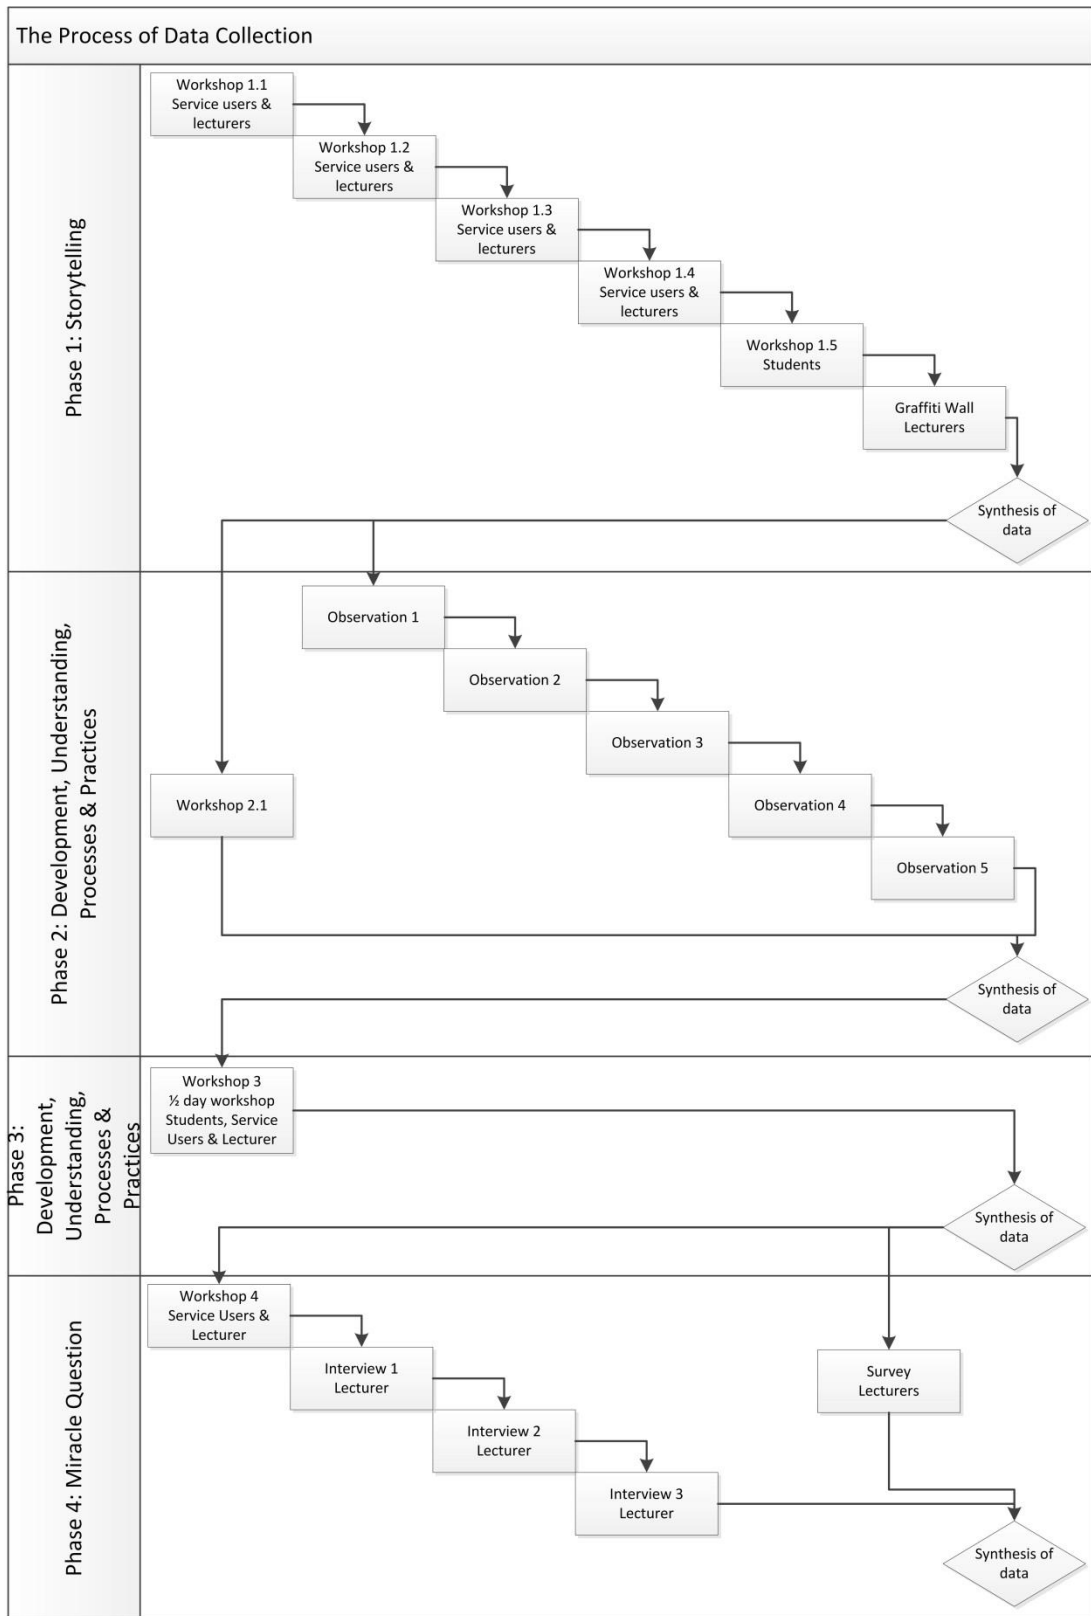 The Process of Data Collection
Phase 1: Storytelling
Workshop 1.1
Service users &
lecturers
Workshop 1.2
Service users &
lecturers
Workshop 1.3
Service users &
lecturers
Workshop 1.4
Service users &
lecturers
Workshop 1.5
Students
Graffiti Wall
Lecturers
Synthesis of
data
Phase 2: Development, Understanding,
Processes & Practices
Observation 1
Observation 2
Observation 3
Observation 4
Workshop 2.1
Observation 5
Synthesis of
data
Phase 3:
Development,
Understanding,
Processes &
Practices
Workshop 3
½ day workshop
Students, Service
Users & Lecturer
Synthesis of
data
Phase 4: Miracle Question
Workshop 4
Service Users &
Lecturer
Interview 1
Lecturer
Survey
Lecturers
Interview 2
Lecturer
Interview 3
Lecturer
Synthesis of
data